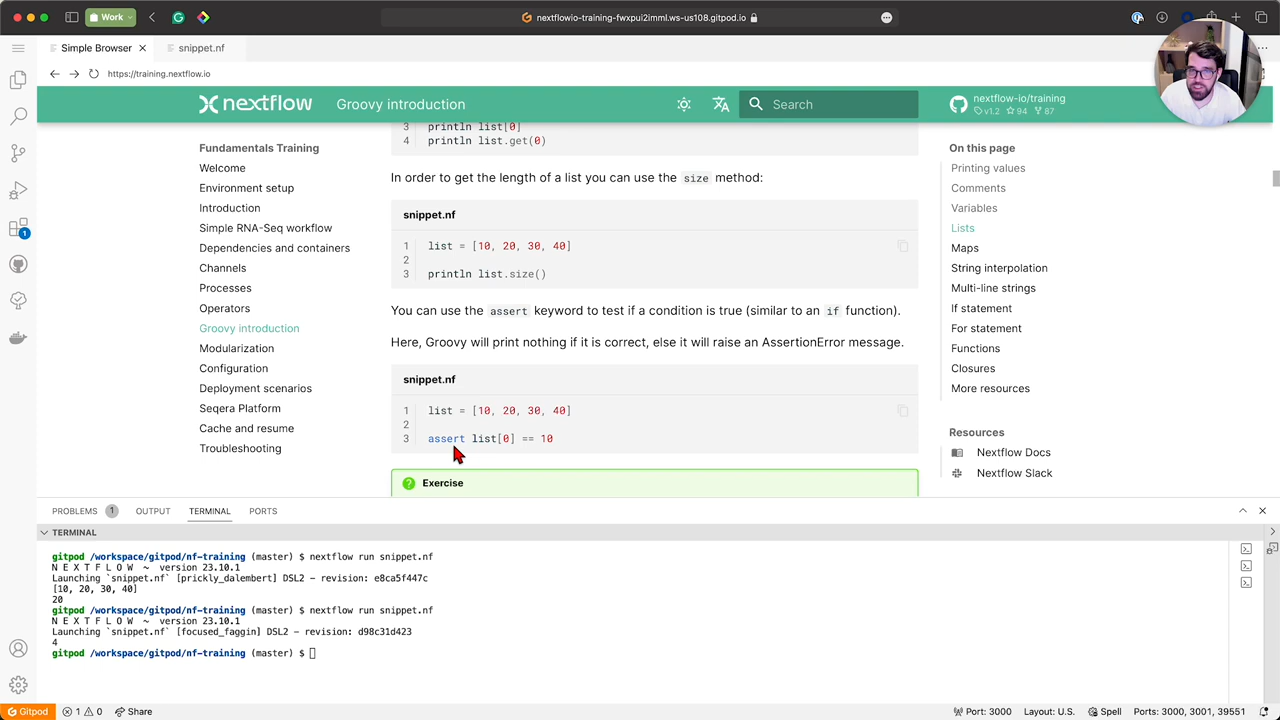 Work
nextflowio-training-fwxpui2imml.ws-us108.gitpod.io
Simple Browser
snippet.nf
https://training.nextflow.io
nextflow
Groovy introduction
Search
nextflow-io/training
v1.2 94 87
Fundamentals Training
Welcome
Environment setup
Introduction
Simple RNA-Seq workflow
Dependencies and containers
Channels
Processes
Operators
Groovy introduction
Modularization
Configuration
Deployment scenarios
Seqera Platform
Cache and resume
Troubleshooting
3 println list[0]
4 println list.get(0)
In order to get the length of a list you can use the size method:
snippet.nf
1 list = [10, 20, 30, 40]
2
3 println list.size()
You can use the assert keyword to test if a condition is true (similar to an if function).
Here, Groovy will print nothing if it is correct, else it will raise an AssertionError message.
snippet.nf
1 list = [10, 20, 30, 40]
2
3 assert list[0] == 10
? Exercise
On this page
Printing values
Comments
Variables
Lists
Maps
String interpolation
Multi-line strings
If statement
For statement
Functions
Closures
More resources
Resources
Nextflow Docs
Nextflow Slack
1
PROBLEMS 1 OUTPUT TERMINAL PORTS
TERMINAL
gitpod /workspace/gitpod/nf-training (master) $ nextflow run snippet.nf
N E X T F L O W ~ version 23.10.1
Launching `snippet.nf` [prickly_dalembert] DSL2 - revision: e8ca5f447c
[10, 20, 30, 40]
20
gitpod /workspace/gitpod/nf-training (master) $ nextflow run snippet.nf
N E X T F L O W ~ version 23.10.1
Launching `snippet.nf` [focused_faggin] DSL2 - revision: d98c31d423
4
gitpod /workspace/gitpod/nf-training (master) $
Gitpod 1 0 Share Port: 3000 Layout: U.S. Spell Ports: 3000, 3001, 39551